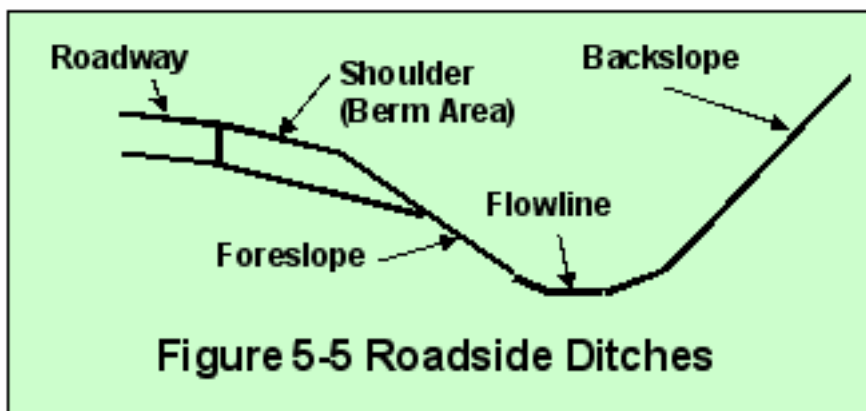 Roadway
Shoulder
(Berm Area)
Backslope
Flowline
Foreslope
Figure 5-5 Roadside Ditches